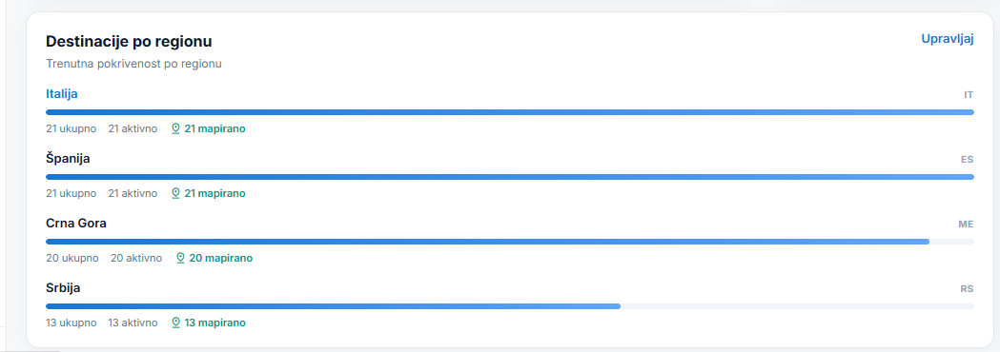 Destinacije po regionu
Upravljaj
Trenutna pokrivenost po regionu
Italija IT
21 ukupno 21 aktivno 21 mapirano
Španija ES
21 ukupno 21 aktivno 21 mapirano
Crna Gora ME
20 ukupno 20 aktivno 20 mapirano
Srbija RS
13 ukupno 13 aktivno 13 mapirano